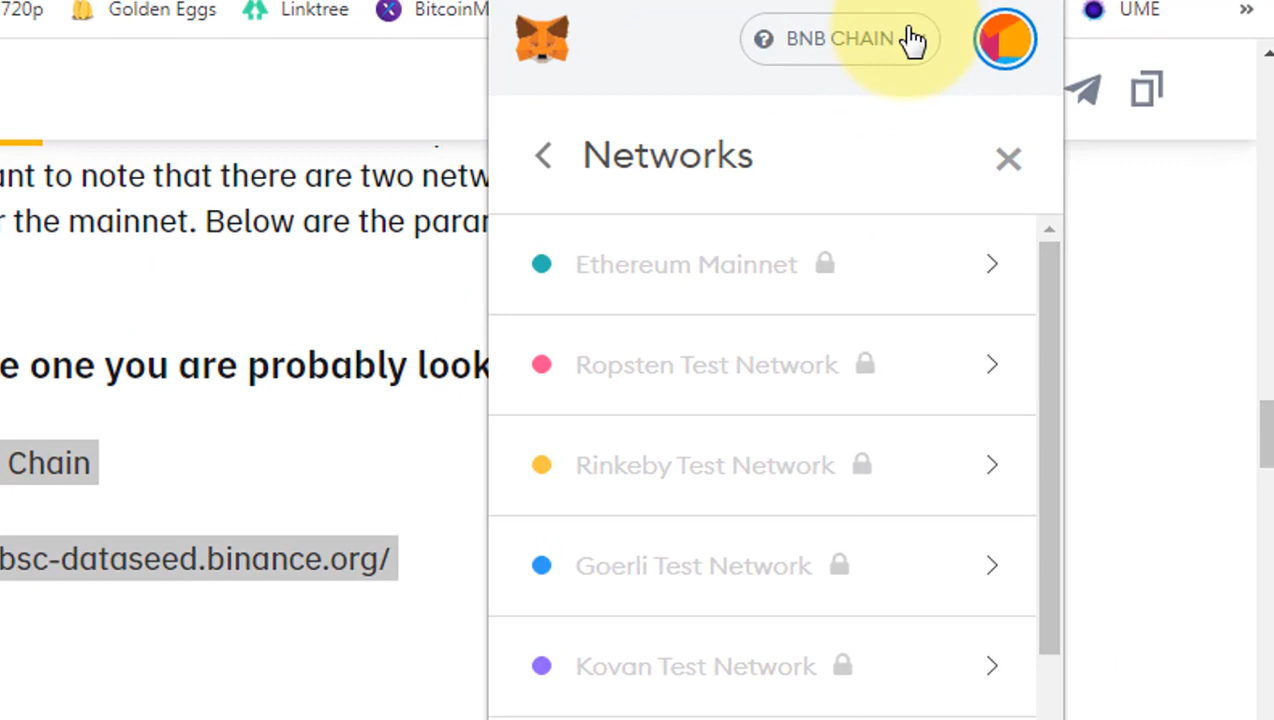 720p Golden Eggs Linktree BitcoinM UME »
BNB CHAIN
Networks
ant to note that there are two netw
r the mainnet. Below are the parar
Ethereum Mainnet
e one you are probably look
Ropsten Test Network
Chain
Rinkeby Test Network
bsc-dataseed.binance.org/
Goerli Test Network
Kovan Test Network